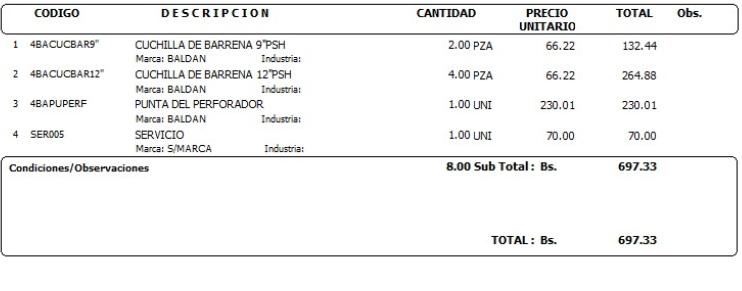 CODIGO DESCRIPCION CANTIDAD PRECIO UNITARIO TOTAL Obs.
1 4BACUCBAR9" CUCHILLA DE BARRENA 9"PSH 2.00 PZA 66.22 132.44
Marca: BALDAN Industria:
2 4BACUCBAR12" CUCHILLA DE BARRENA 12"PSH 4.00 PZA 66.22 264.88
Marca: BALDAN Industria:
3 4BAPUPERF PUNTA DEL PERFORADOR 1.00 UNI 230.01 230.01
Marca: BALDAN Industria:
4 SER005 SERVICIO 1.00 UNI 70.00 70.00
Marca: S/MARCA Industria:
Condiciones/Observaciones 8.00 Sub Total : Bs. 697.33
TOTAL : Bs. 697.33